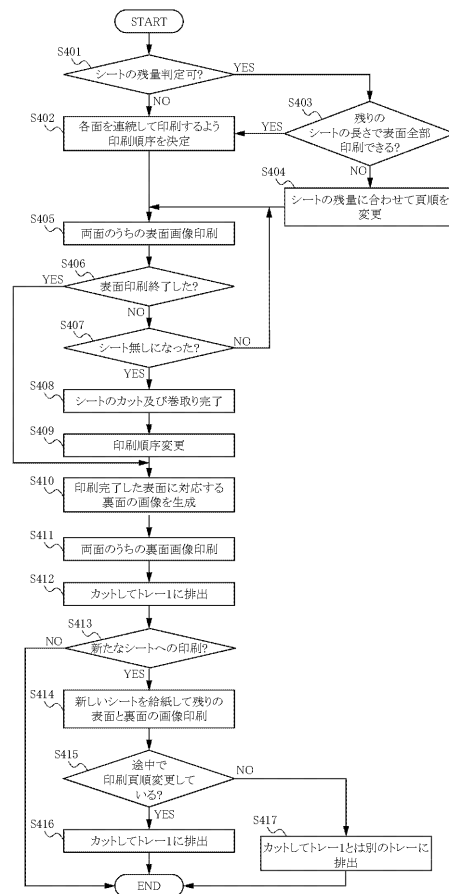 START
S401
シートの残量判定可?
YES
NO
S402
各面を連続して印刷するよう
印刷順序を決定
S403
残りの
シートの長さで表面全部
印刷できる?
YES
NO
S404
シートの残量に合わせて頁順を
変更
S405
両面のうちの表面画像印刷
S406
YES
表面印刷終了した?
NO
S407
シート無しになった?
NO
YES
S408
シートのカット及び巻取り完了
S409
印刷順序変更
S410
印刷完了した表面に対応する
裏面の画像を生成
S411
両面のうちの裏面画像印刷
S412
カットしてトレー1に排出
S413
NO
新たなシートへの印刷?
YES
S414
新しいシートを給紙して残りの
表面と裏面の画像印刷
S415
途中で
印刷頁順変更して
いる?
NO
YES
S416
カットしてトレー1に排出
S417
カットしてトレー1とは別のトレーに
排出
END